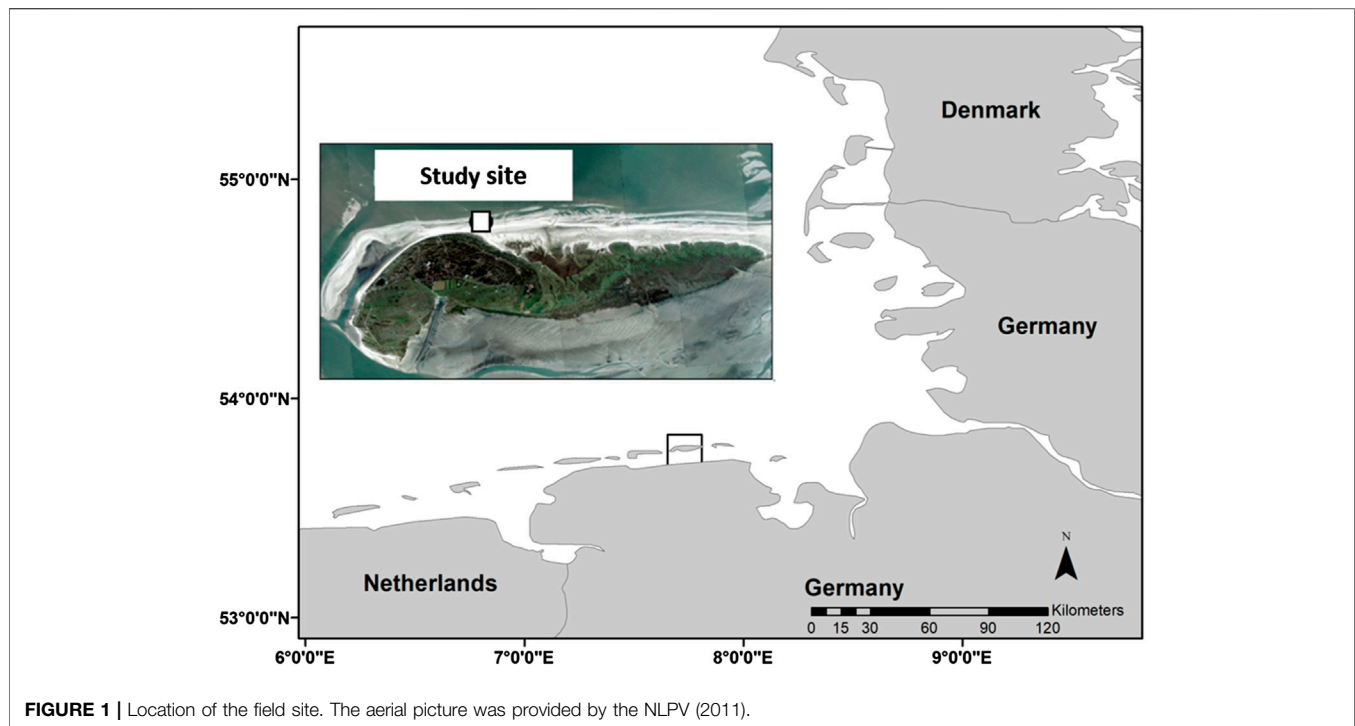 Denmark
55°0'0"N
Study site
Germany
54°0'0"N
N
Netherlands
Germany
Kilometers
53°0'0"N
0 15 30 60 90 120
6°0'0"E 7°0'0"E 8°0'0"E 9°0'0"E
FIGURE 1 | Location of the field site. The aerial picture was provided by the NLPV (2011).